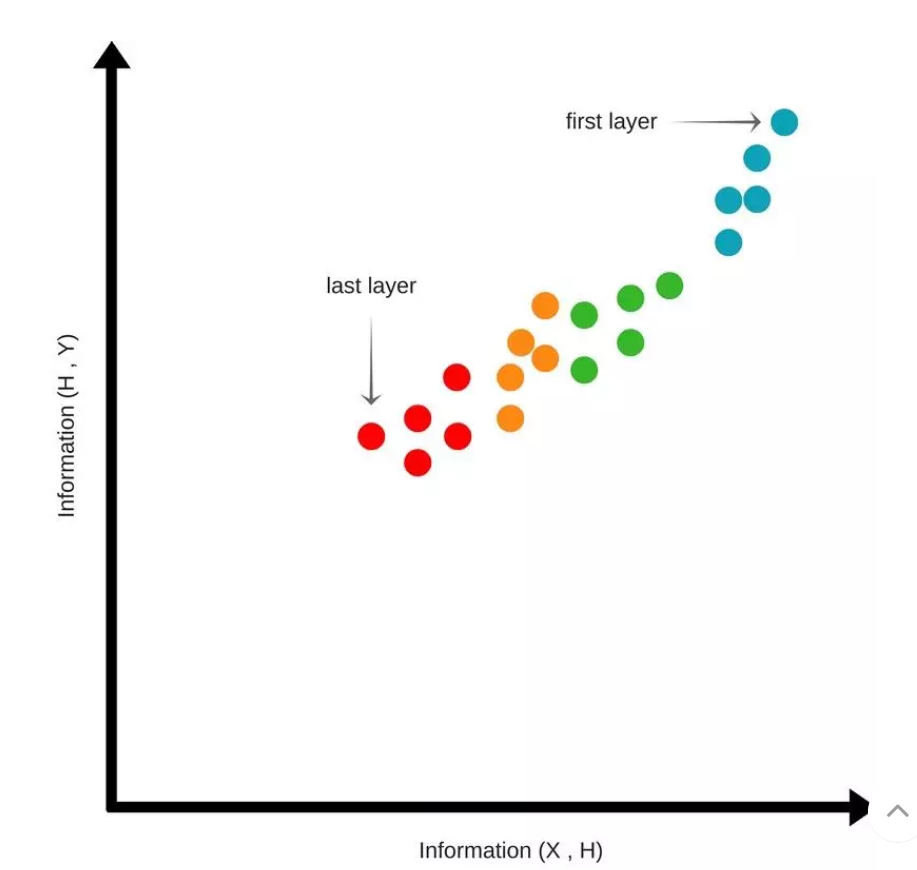 first layer
last layer
Information (H , Y)
Information (X , H)